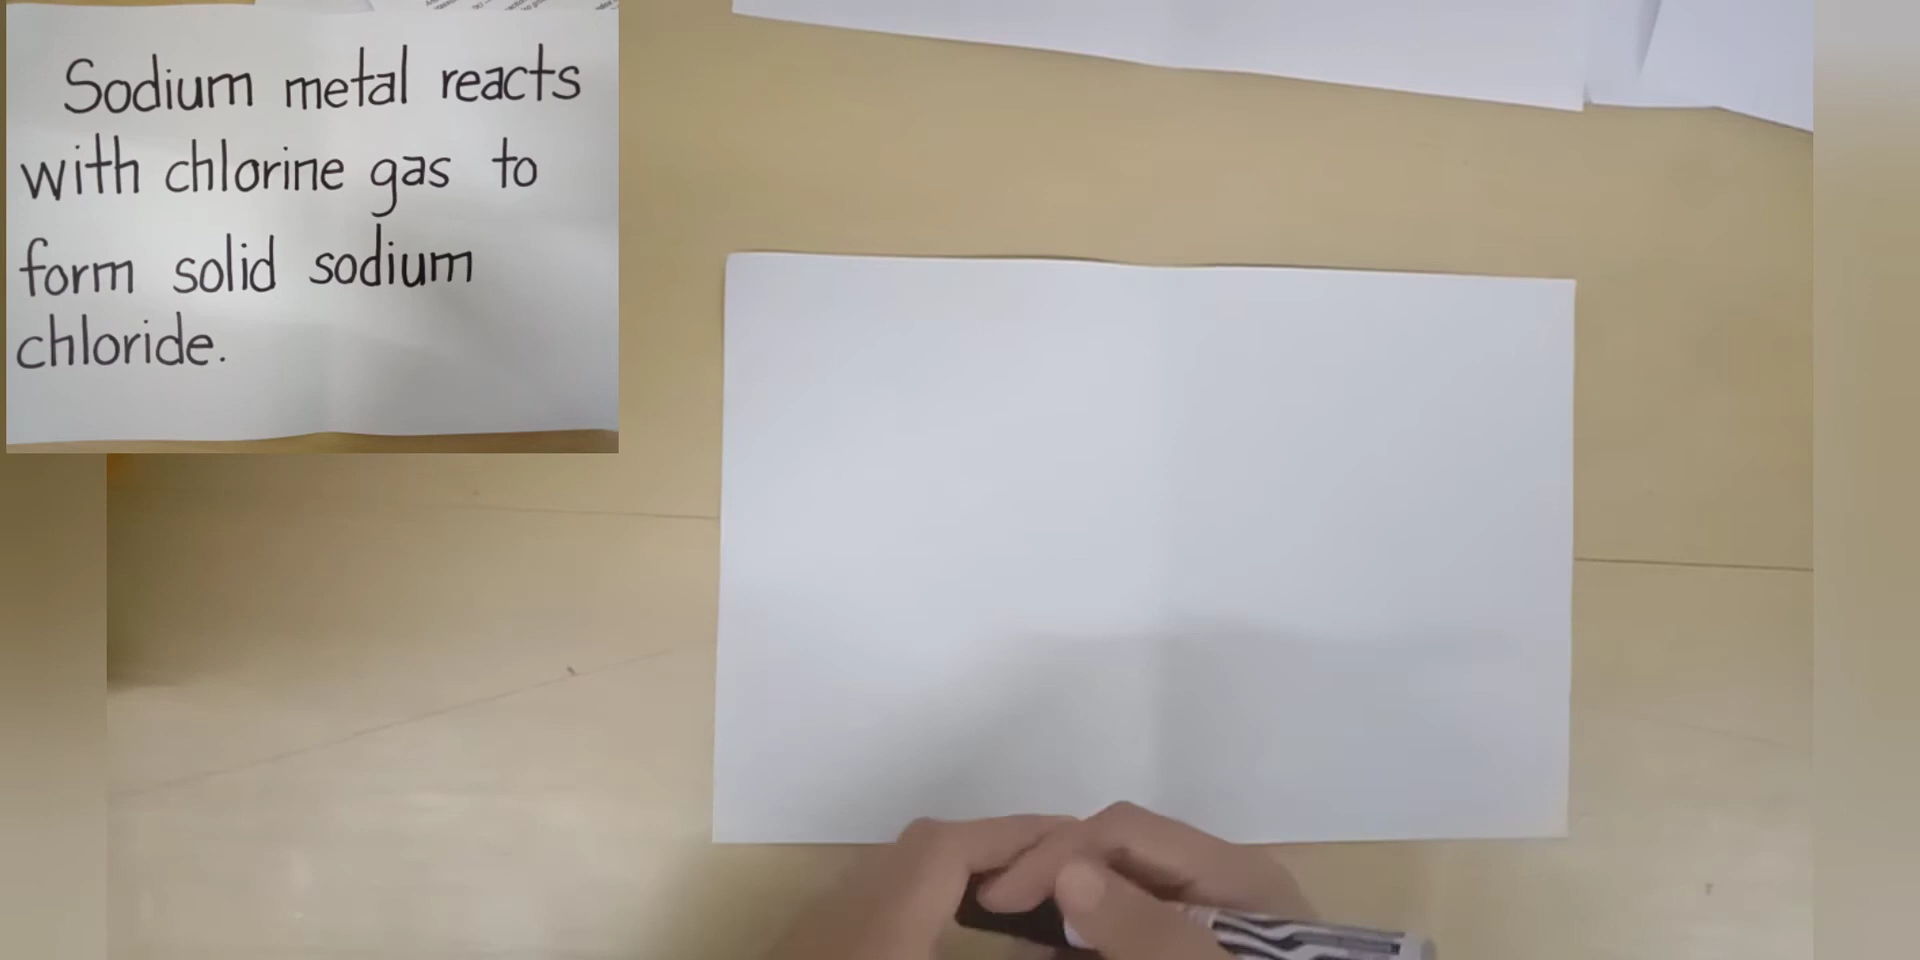 Sodium metal reacts
with chlorine gas to
form solid sodium
chloride.